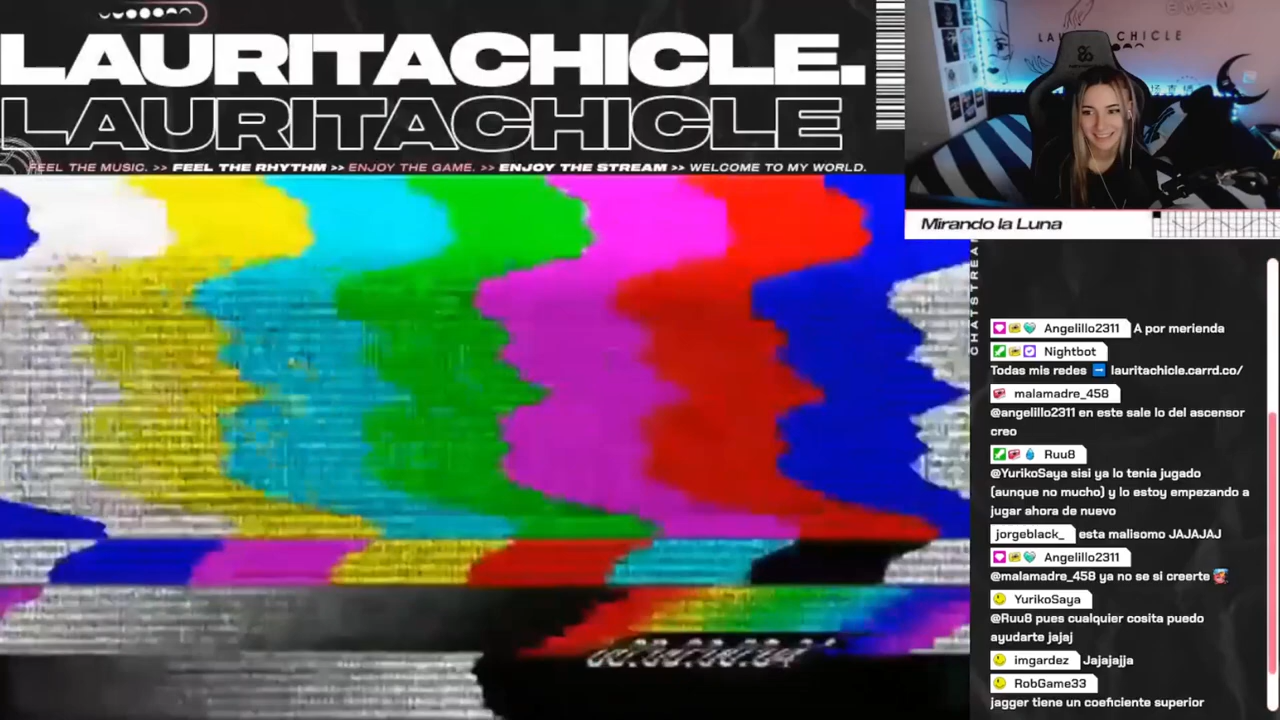 LAURITACHICLE.
LAURITACHICLE
FEEL THE MUSIC. >> FEEL THE RHYTHM >> ENJOY THE GAME. >> ENJOY THE STREAM >> WELCOME TO MY WORLD.
Mirando la Luna
CHATSTREAM
Angelillo2311 A por merienda
Nightbot
Todas mis redes ➡ lauritachicle.carrd.co/
malamadre_458
@angelillo2311 en este sale lo del ascensor
creo
Ruu8
@YurikoSaya sisi ya lo tenia jugado
(aunque no mucho) y lo estoy empezando a
jugar ahora de nuevo
jorgeblack_ esta malisomo JAJAJAJ
Angelillo2311
@malamadre_458 ya no se si creerte
YurikoSaya
@Ruu8 pues cualquier cosita puedo
ayudarte jajaj
imgardez Jajajajja
RobGame33
jagger tiene un coeficiente superior